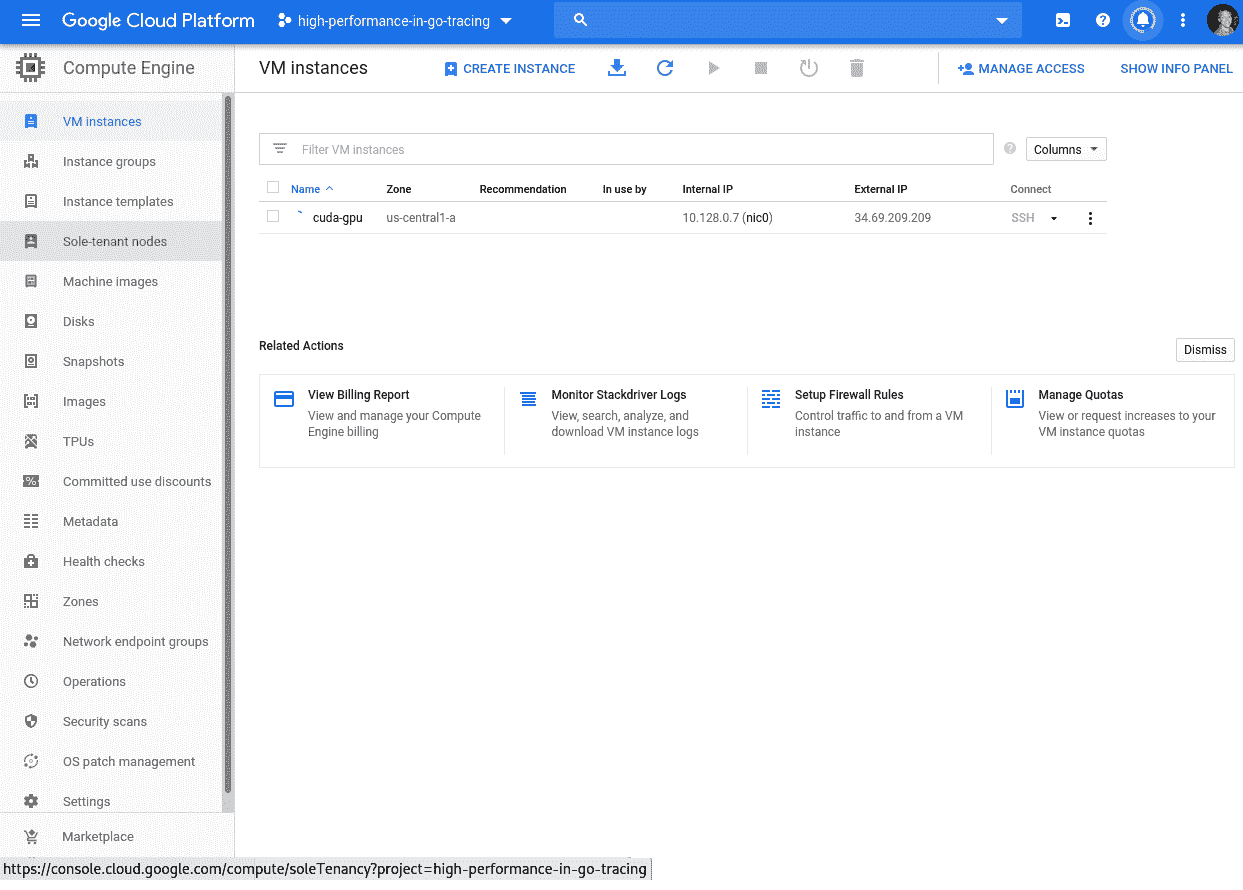 Google Cloud Platform
high-performance-in-go-tracing
Compute Engine
VM instances
CREATE INSTANCE
MANAGE ACCESS
SHOW INFO PANEL
VM instances
Instance groups
Instance templates
Sole-tenant nodes
Machine images
Disks
Snapshots
Images
TPUs
Committed use discounts
Metadata
Health checks
Zones
Network endpoint groups
Operations
Security scans
OS patch management
Settings
Marketplace
Filter VM instances
Columns
Name Zone Recommendation In use by Internal IP External IP Connect
cuda-gpu us-central1-a 10.128.0.7 (nic0) 34.69.209.209 SSH
Related Actions
Dismiss
View Billing Report
View and manage your Compute
Engine billing
Monitor Stackdriver Logs
View, search, analyze, and
download VM instance logs
Setup Firewall Rules
Control traffic to and from a VM
instance
Manage Quotas
View or request increases to your
VM instance quotas
https://console.cloud.google.com/compute/soleTenancy?project=high-performance-in-go-tracing